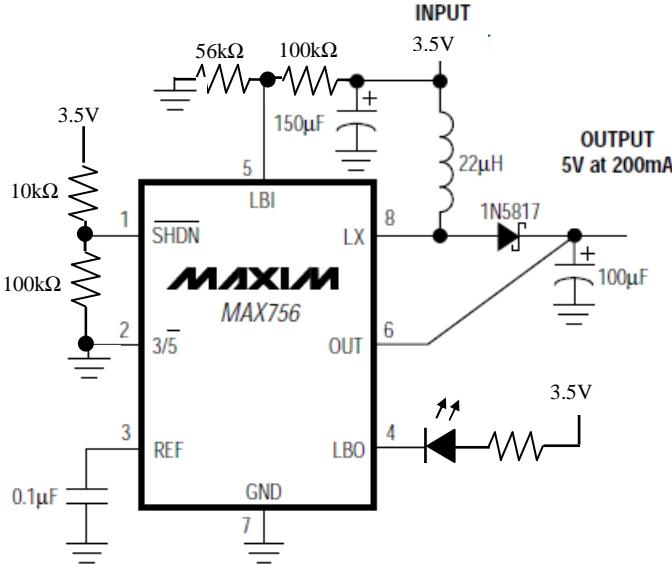 INPUT
3.5V
56kΩ
100kΩ
150µF
+
3.5V
22µH
OUTPUT
5V at 200mA
10kΩ
5
LBI
1N5817
1
SHDN
LX
8
+
100µF
100kΩ
MAXIM
MAX756
2
3/5
OUT
6
3.5V
3
REF
LBO
4
0.1µF
GND
7